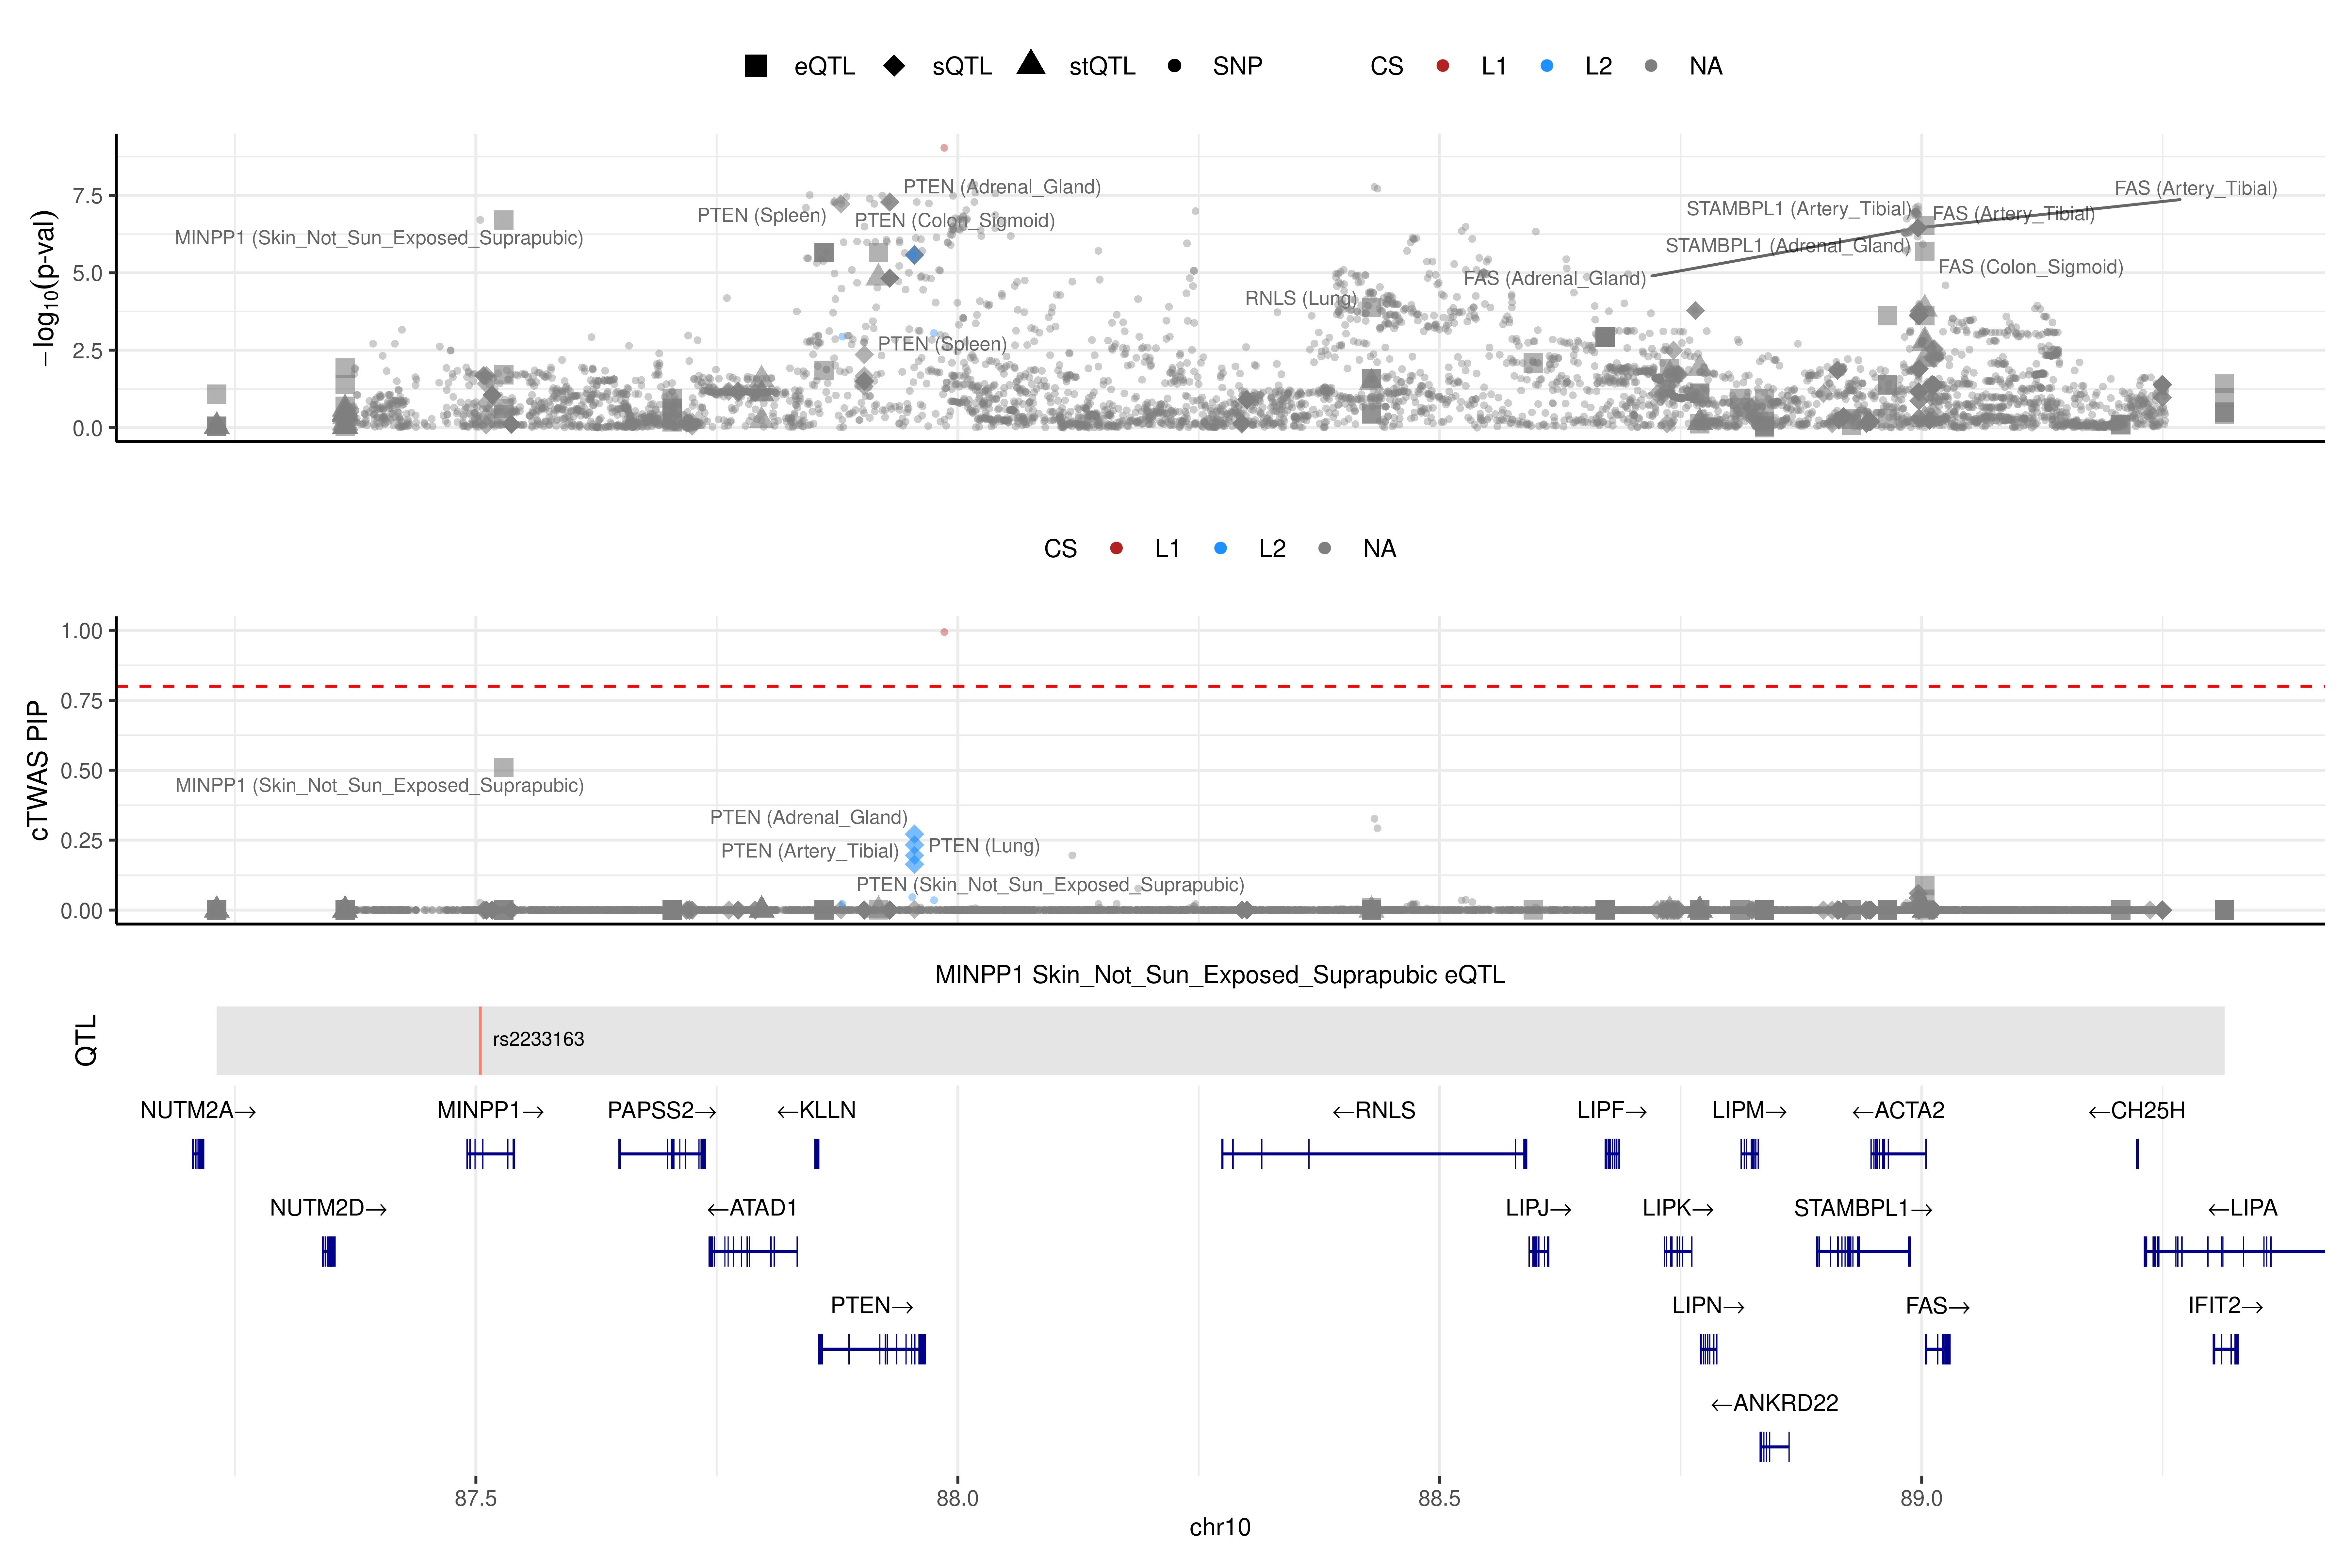 eQTL sQTL stQTL SNP CS L1 L2 NA
−log10(p-val)
7.5
5.0
2.5
0.0
PTEN (Adrenal_Gland)
FAS (Artery_Tibial)
PTEN (Spleen)
PTEN (Colon_Sigmoid)
STAMBPL1 (Artery_Tibial)
FAS (Artery_Tibial)
MINPP1 (Skin_Not_Sun_Exposed_Suprapubic)
STAMBPL1 (Adrenal_Gland)
FAS (Adrenal_Gland)
FAS (Colon_Sigmoid)
RNLS (Lung)
PTEN (Spleen)
CS L1 L2 NA
cTWAS PIP
1.00
0.75
0.50
0.25
0.00
MINPP1 (Skin_Not_Sun_Exposed_Suprapubic)
PTEN (Adrenal_Gland)
PTEN (Artery_Tibial)
PTEN (Lung)
PTEN (Skin_Not_Sun_Exposed_Suprapubic)
MINPP1 Skin_Not_Sun_Exposed_Suprapubic eQTL
QTL
rs2233163
NUTM2A→ MINPP1→ PAPSS2→ ←KLLN ←RNLS LIPF→ LIPM→ ←ACTA2 ←CH25H
NUTM2D→ ←ATAD1 LIPJ→ LIPK→ STAMBPL1→ ←LIPA
PTEN→ LIPN→ FAS→ IFIT2→
←ANKRD22
87.5 88.0 88.5 89.0
chr10